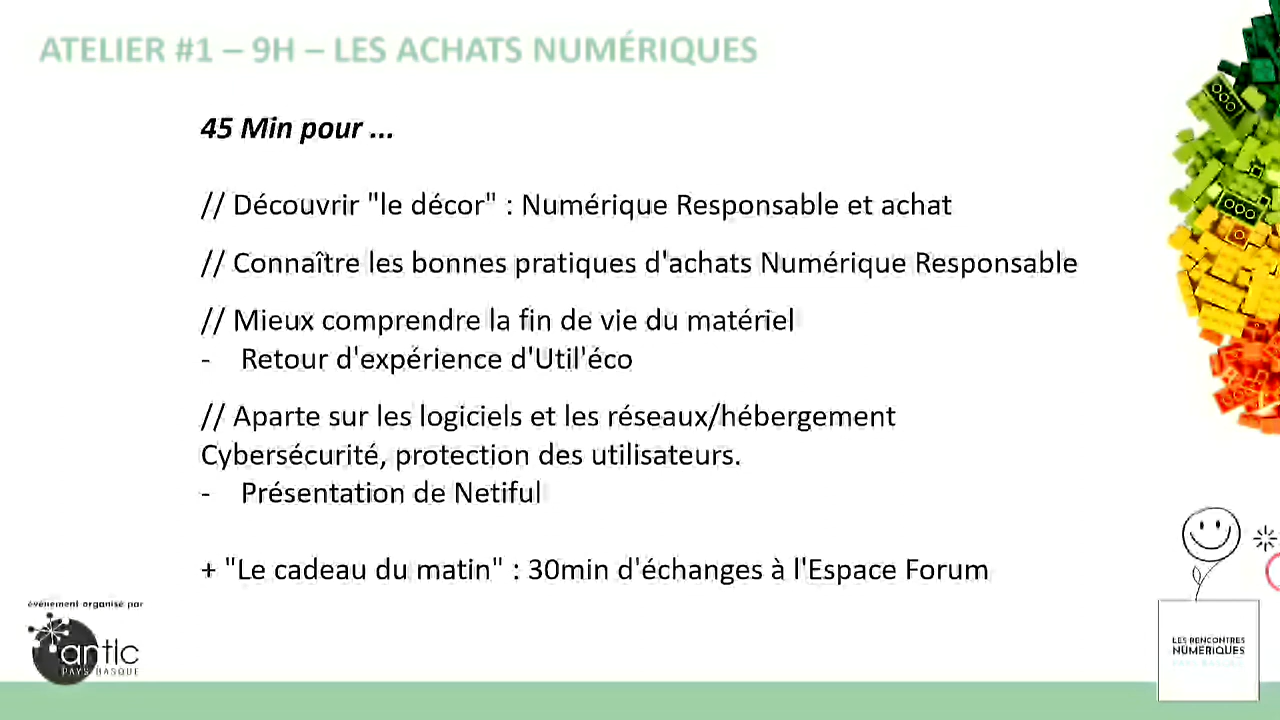 ATELIER #1 – 9H – LES ACHATS NUMÉRIQUES
45 Min pour ...
// Découvrir "le décor" : Numérique Responsable et achat
// Connaître les bonnes pratiques d'achats Numérique Responsable
// Mieux comprendre la fin de vie du matériel
- Retour d'expérience d'Util'éco
// Aparte sur les logiciels et les réseaux/hébergement
Cybersécurité, protection des utilisateurs.
- Présentation de Netiful
+ "Le cadeau du matin" : 30min d'échanges à l'Espace Forum
évènement organisé par
antic
PAYS BASQUE
LES RENCONTRES
NUMÉRIQUES
PAYS BASQUE